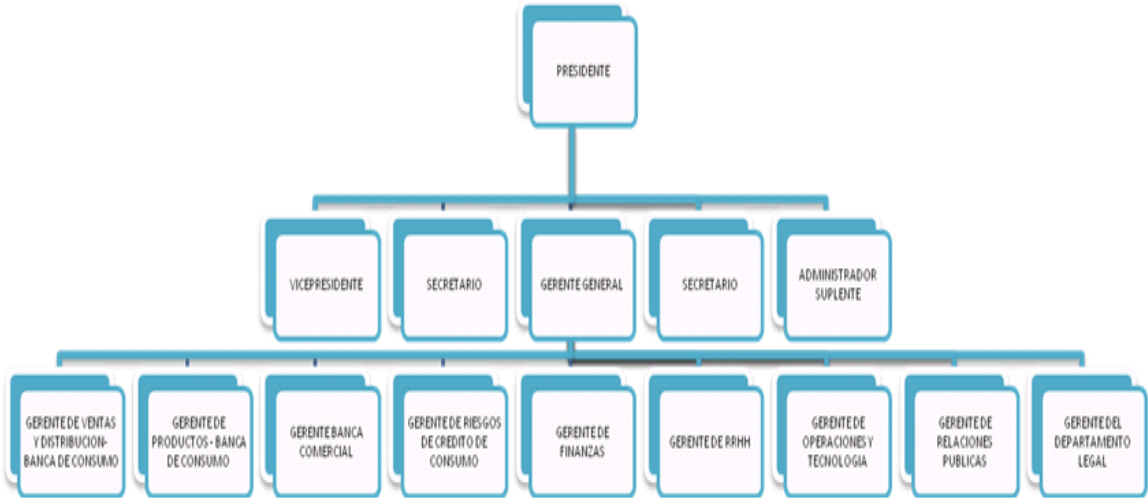 PRESIDENTE
VICEPRESIDENTE
SECRETARIO
GERENTE GENERAL
SECRETARIO
ADMINISTRADOR
SUPLENTE
GERENTE DE VENTAS
Y DISTRIBUCION-
BANCA DE CONSUMO
GERENTE DE
PRODUCTOS - BANCA
DE CONSUMO
GERENTE BANCA
COMERCIAL
GERENTE DE RIESGOS
DE CREDITO DE
CONSUMO
GERENTE DE
FINANZAS
GERENTE DE RRHH
GERENTE DE
OPERACIONES Y
TECNOLOGIA
GERENTE DE
RELACIONES
PUBLICAS
GERENTE DEL
DEPARTAMENTO
LEGAL